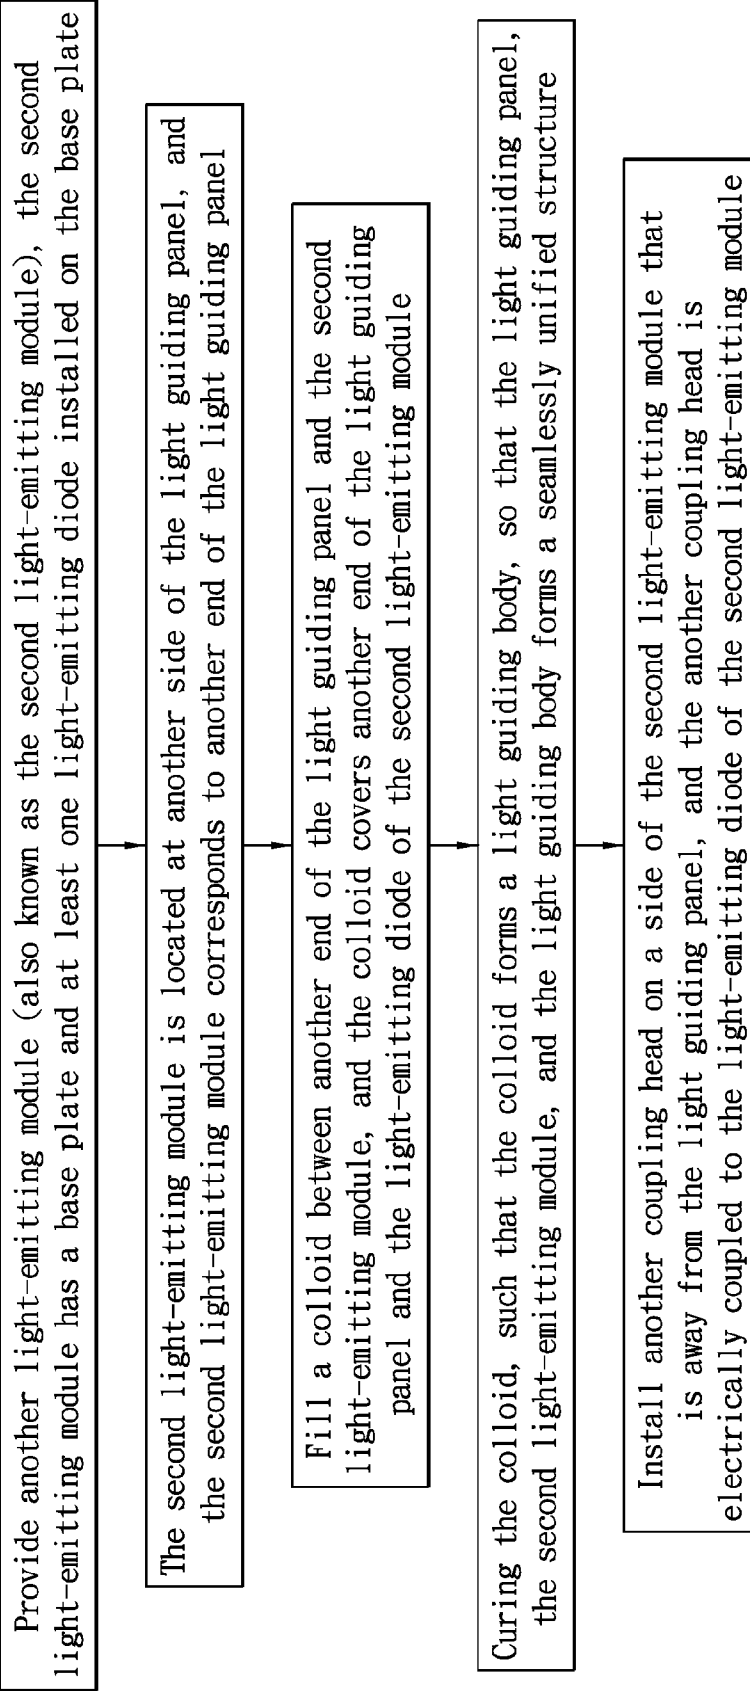 Provide another light-emitting module (also known as the second light-emitting module), the second
light-emitting module has a base plate and at least one light-emitting diode installed on the base plate
The second light-emitting module is located at another side of the light guiding panel, and
the second light-emitting module corresponds to another end of the light guiding panel
Fill a colloid between another end of the light guiding panel and the second
light-emitting module, and the colloid covers another end of the light guiding
panel and the light-emitting diode of the second light-emitting module
Curing the colloid, such that the colloid forms a light guiding body, so that the light guiding panel,
the second light-emitting module, and the light guiding body forms a seamlessly unified structure
Install another coupling head on a side of the second light-emitting module that
is away from the light guiding panel, and the another coupling head is
electrically coupled to the light-emitting diode of the second light-emitting module